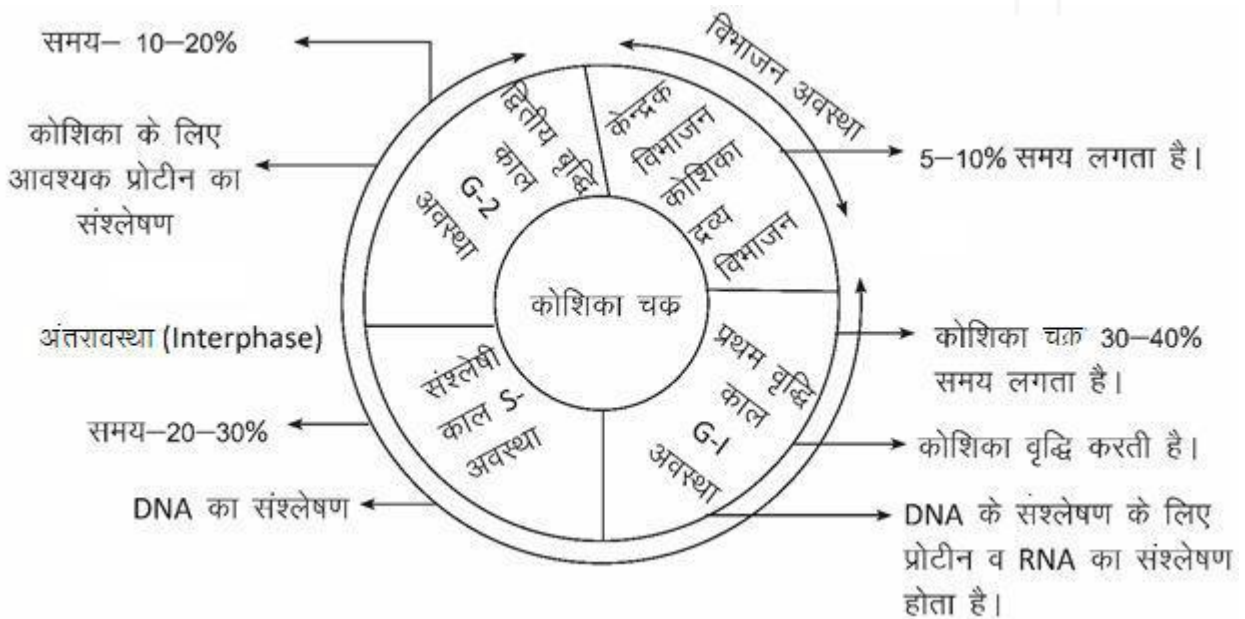 समय– 10–20%
कोशिका के लिए
आवश्यक प्रोटीन का
संश्लेषण
अंतरावस्था (Interphase)
समय–20–30%
DNA का संश्लेषण
द्वितीय वृद्धि
काल
G-2
अवस्था
केन्द्रक
विभाजन
कोशिका
द्रव्य
विभाजन
विभाजन अवस्था
5–10% समय लगता है।
कोशिका चक्र
संश्लेषी
काल S-
अवस्था
प्रथम वृद्धि
काल
G-I
अवस्था
कोशिका चक्र 30–40%
समय लगता है।
कोशिका वृद्धि करती है।
DNA के संश्लेषण के लिए
प्रोटीन व RNA का संश्लेषण
होता है।